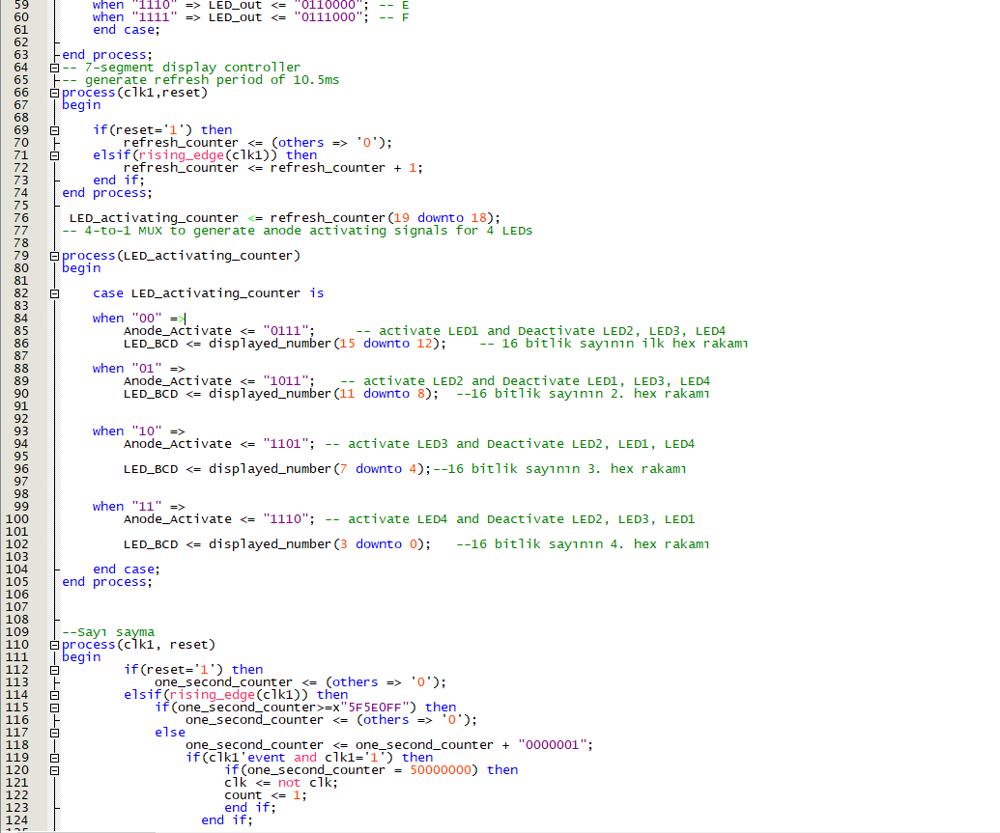 59 when "1110" => LED_out <= "0110000"; -- E
60 when "1111" => LED_out <= "0111000"; -- F
61 end case;
62
63 end process;
64 -- 7-segment display controller
65 -- generate refresh period of 10.5ms
66 process(clk1,reset)
67 begin
68
69 if(reset='1') then
70 refresh_counter <= (others => '0');
71 elsif(rising_edge(clk1)) then
72 refresh_counter <= refresh_counter + 1;
73 end if;
74 end process;
75
76 LED_activating_counter <= refresh_counter(19 downto 18);
77 -- 4-to-1 MUX to generate anode activating signals for 4 LEDs
78
79 process(LED_activating_counter)
80 begin
81
82 case LED_activating_counter is
83
84 when "00" =>
85 Anode_Activate <= "0111"; -- activate LED1 and Deactivate LED2, LED3, LED4
86 LED_BCD <= displayed_number(15 downto 12); -- 16 bitlik sayının ilk hex rakamı
87
88 when "01" =>
89 Anode_Activate <= "1011"; -- activate LED2 and Deactivate LED1, LED3, LED4
90 LED_BCD <= displayed_number(11 downto 8); --16 bitlik sayının 2. hex rakamı
91
92
93 when "10" =>
94 Anode_Activate <= "1101"; -- activate LED3 and Deactivate LED2, LED1, LED4
95
96 LED_BCD <= displayed_number(7 downto 4);--16 bitlik sayının 3. hex rakamı
97
98
99 when "11" =>
100 Anode_Activate <= "1110"; -- activate LED4 and Deactivate LED2, LED3, LED1
101
102 LED_BCD <= displayed_number(3 downto 0); --16 bitlik sayının 4. hex rakamı
103
104 end case;
105 end process;
106
107
108
109 --Sayı sayma
110 process(clk1, reset)
111 begin
112 if(reset='1') then
113 one_second_counter <= (others => '0');
114 elsif(rising_edge(clk1)) then
115 if(one_second_counter>=x"5F5E0FF") then
116 one_second_counter <= (others => '0');
117 else
118 one_second_counter <= one_second_counter + "0000001";
119 if(clk1'event and clk1='1') then
120 if(one_second_counter = 50000000) then
121 clk <= not clk;
122 count <= 1;
123 end if;
124 end if;